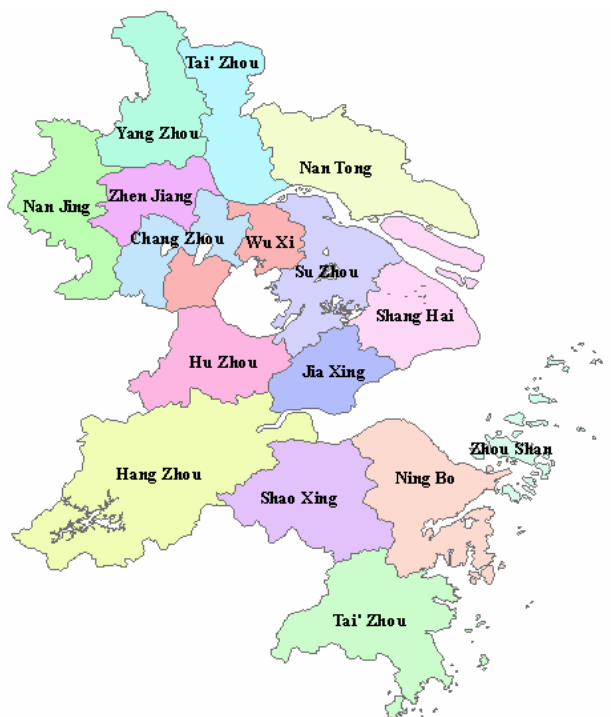 Tai' Zhou
Yang Zhou
Nan Tong
Zhen Jiang
Nan Jing
Chang Zhou
Wu Xi
Su Zhou
Shang Hai
Hu Zhou
Jia Xing
Zhou Shan
Hang Zhou
Ning Bo
Shao Xing
Tai' Zhou